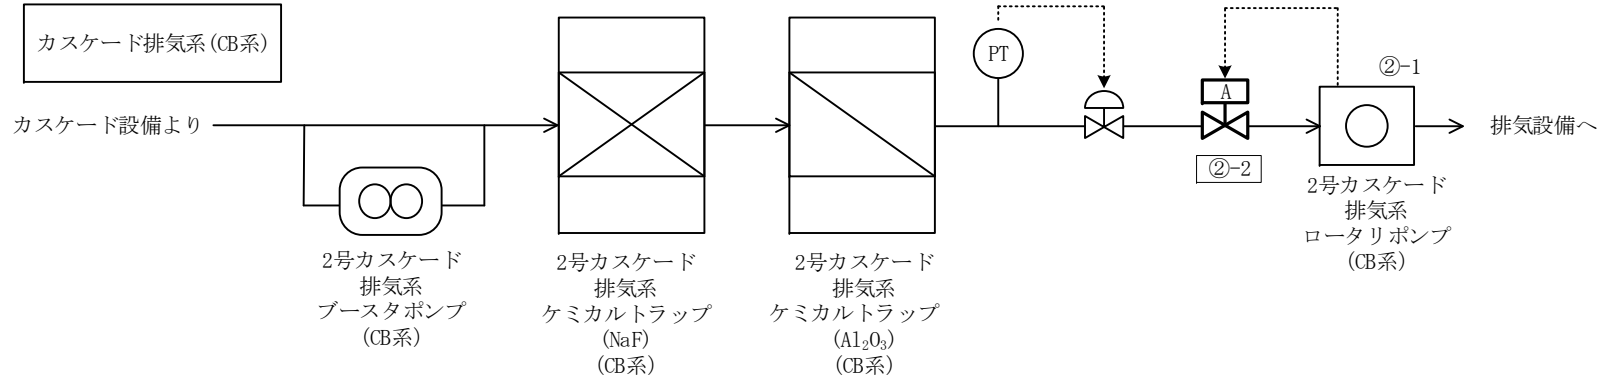 カスケード排気系(CB系)
カスケード設備より
2号カスケード
排気系
ブースタポンプ
(CB系)
2号カスケード
排気系
ケミカルトラップ
(NaF)
(CB系)
2号カスケード
排気系
ケミカルトラップ
(Al₂O₃)
(CB系)
PT
A
②-2
②-1
2号カスケード
排気系
ロータリポンプ
(CB系)
排気設備へ